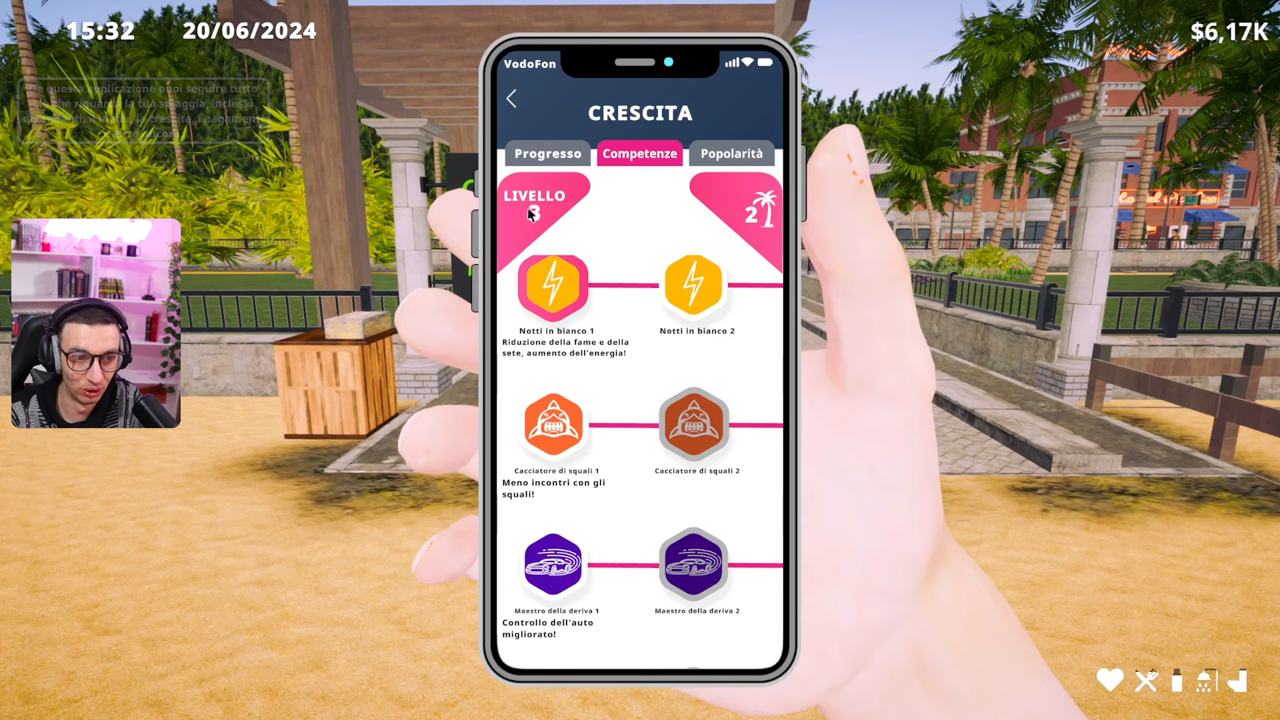 15:32
20/06/2024
$6,17K
VodoFon
CRESCITA
Progresso
Competenze
Popolarità
LIVELLO
3
2
Notti in bianco 1
Riduzione della fame e della
sete, aumento dell'energia!
Notti in bianco 2
Cacciatore di squali 1
Meno incontri con gli
squali!
Cacciatore di squali 2
Maestro della deriva 1
Controllo dell'auto
migliorato!
Maestro della deriva 2